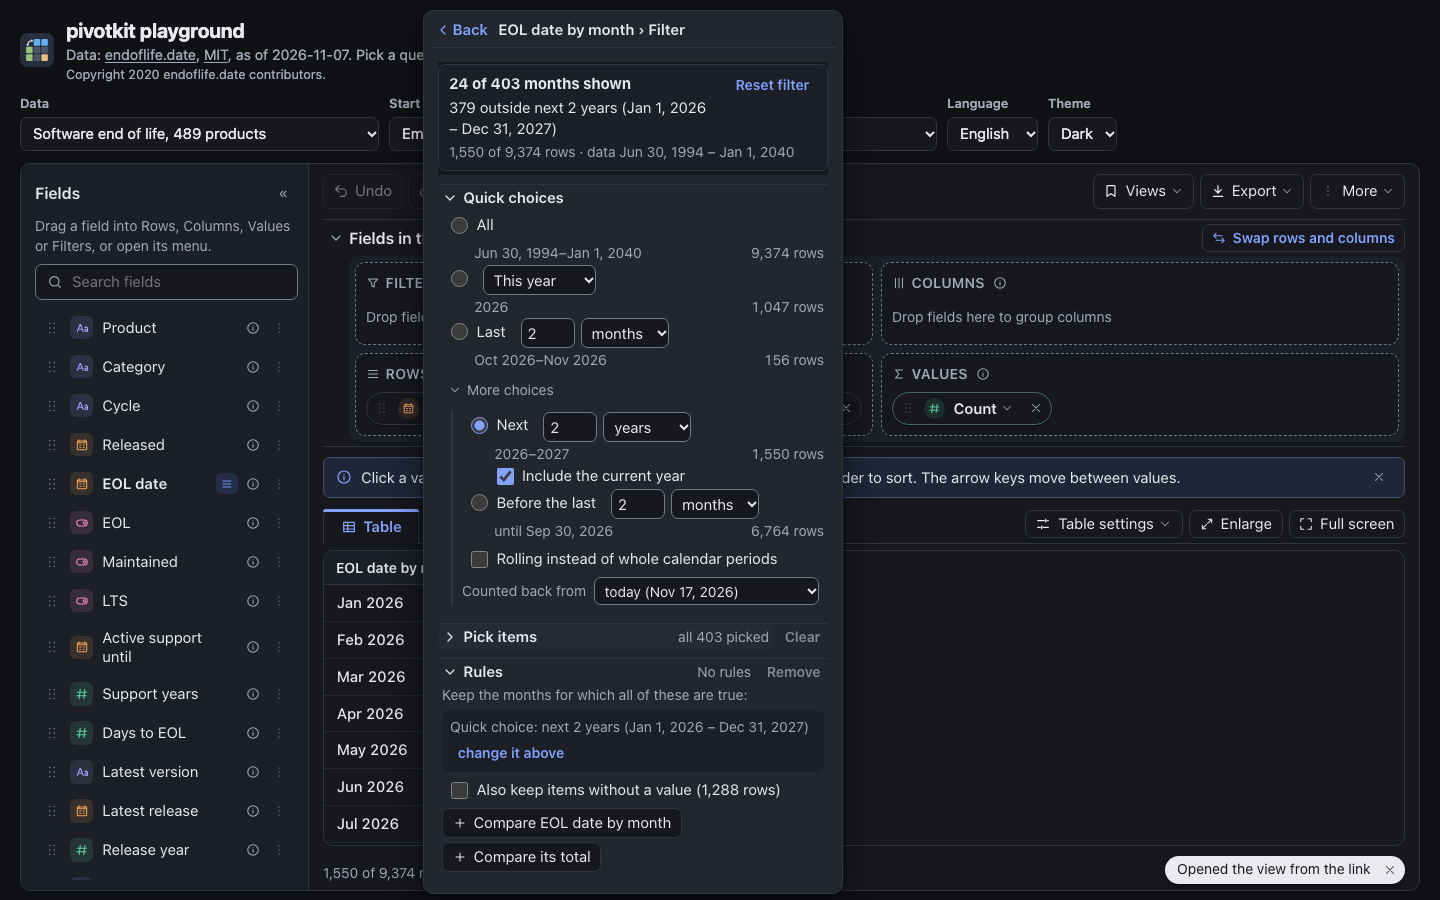 pivotkit playground
Data: endoflife.date, MIT, as of 2026-11-07. Pick a que
Copyright 2020 endoflife.date contributors.
Data
Start
Language
Theme
Software end of life, 489 products
Em
English
Dark
Fields
«
Drag a field into Rows, Columns, Values
or Filters, or open its menu.
Search fields
Aa Product
Aa Category
Aa Cycle
Released
EOL date
EOL
Maintained
LTS
Active support
until
# Support years
# Days to EOL
Aa Latest version
Latest release
# Release year
Undo
Views
Export
More
Fields in t
Swap rows and columns
FILTE
Drop fiel
COLUMNS
Drop fields here to group columns
ROWS
VALUES
# Count
Click a va
der to sort. The arrow keys move between values.
Table
Table settings
Enlarge
Full screen
EOL date by
Jan 2026
Feb 2026
Mar 2026
Apr 2026
May 2026
Jun 2026
Jul 2026
1,550 of 9,374 r
Opened the view from the link
Back
EOL date by month › Filter
24 of 403 months shown
Reset filter
379 outside next 2 years (Jan 1, 2026
– Dec 31, 2027)
1,550 of 9,374 rows · data Jun 30, 1994 – Jan 1, 2040
Quick choices
All
Jun 30, 1994–Jan 1, 2040 9,374 rows
This year
2026 1,047 rows
Last 2 months
Oct 2026–Nov 2026 156 rows
More choices
Next 2 years
2026–2027 1,550 rows
Include the current year
Before the last 2 months
until Sep 30, 2026 6,764 rows
Rolling instead of whole calendar periods
Counted back from today (Nov 17, 2026)
Pick items all 403 picked Clear
Rules No rules Remove
Keep the months for which all of these are true:
Quick choice: next 2 years (Jan 1, 2026 – Dec 31, 2027)
change it above
Also keep items without a value (1,288 rows)
+ Compare EOL date by month
+ Compare its total